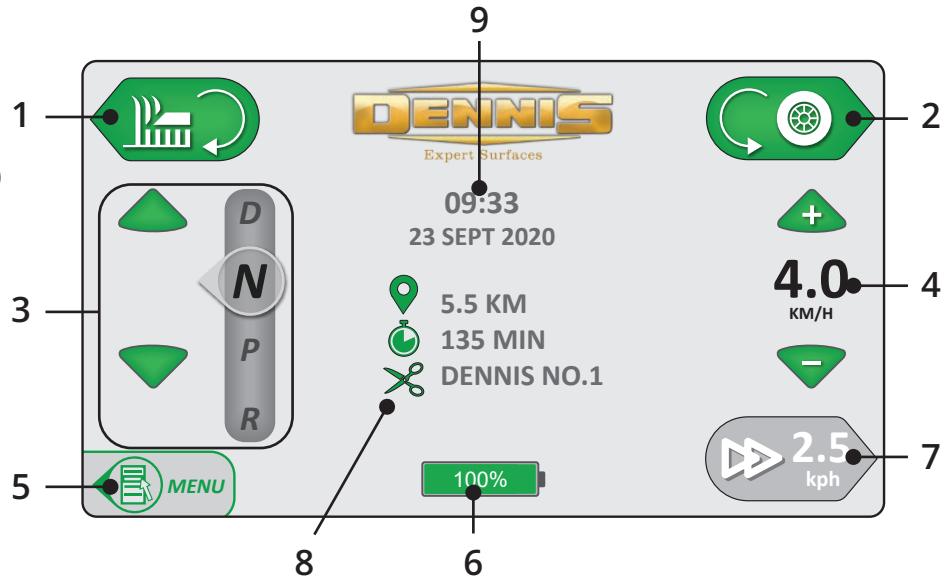 9
1
DENNIS
Expert Surfaces
2
09:33
23 SEPT 2020
3
D
N
P
R
5.5 KM
135 MIN
DENNIS NO.1
4.0
KM/H
4
5
MENU
100%
2.5
kph
7
8
6